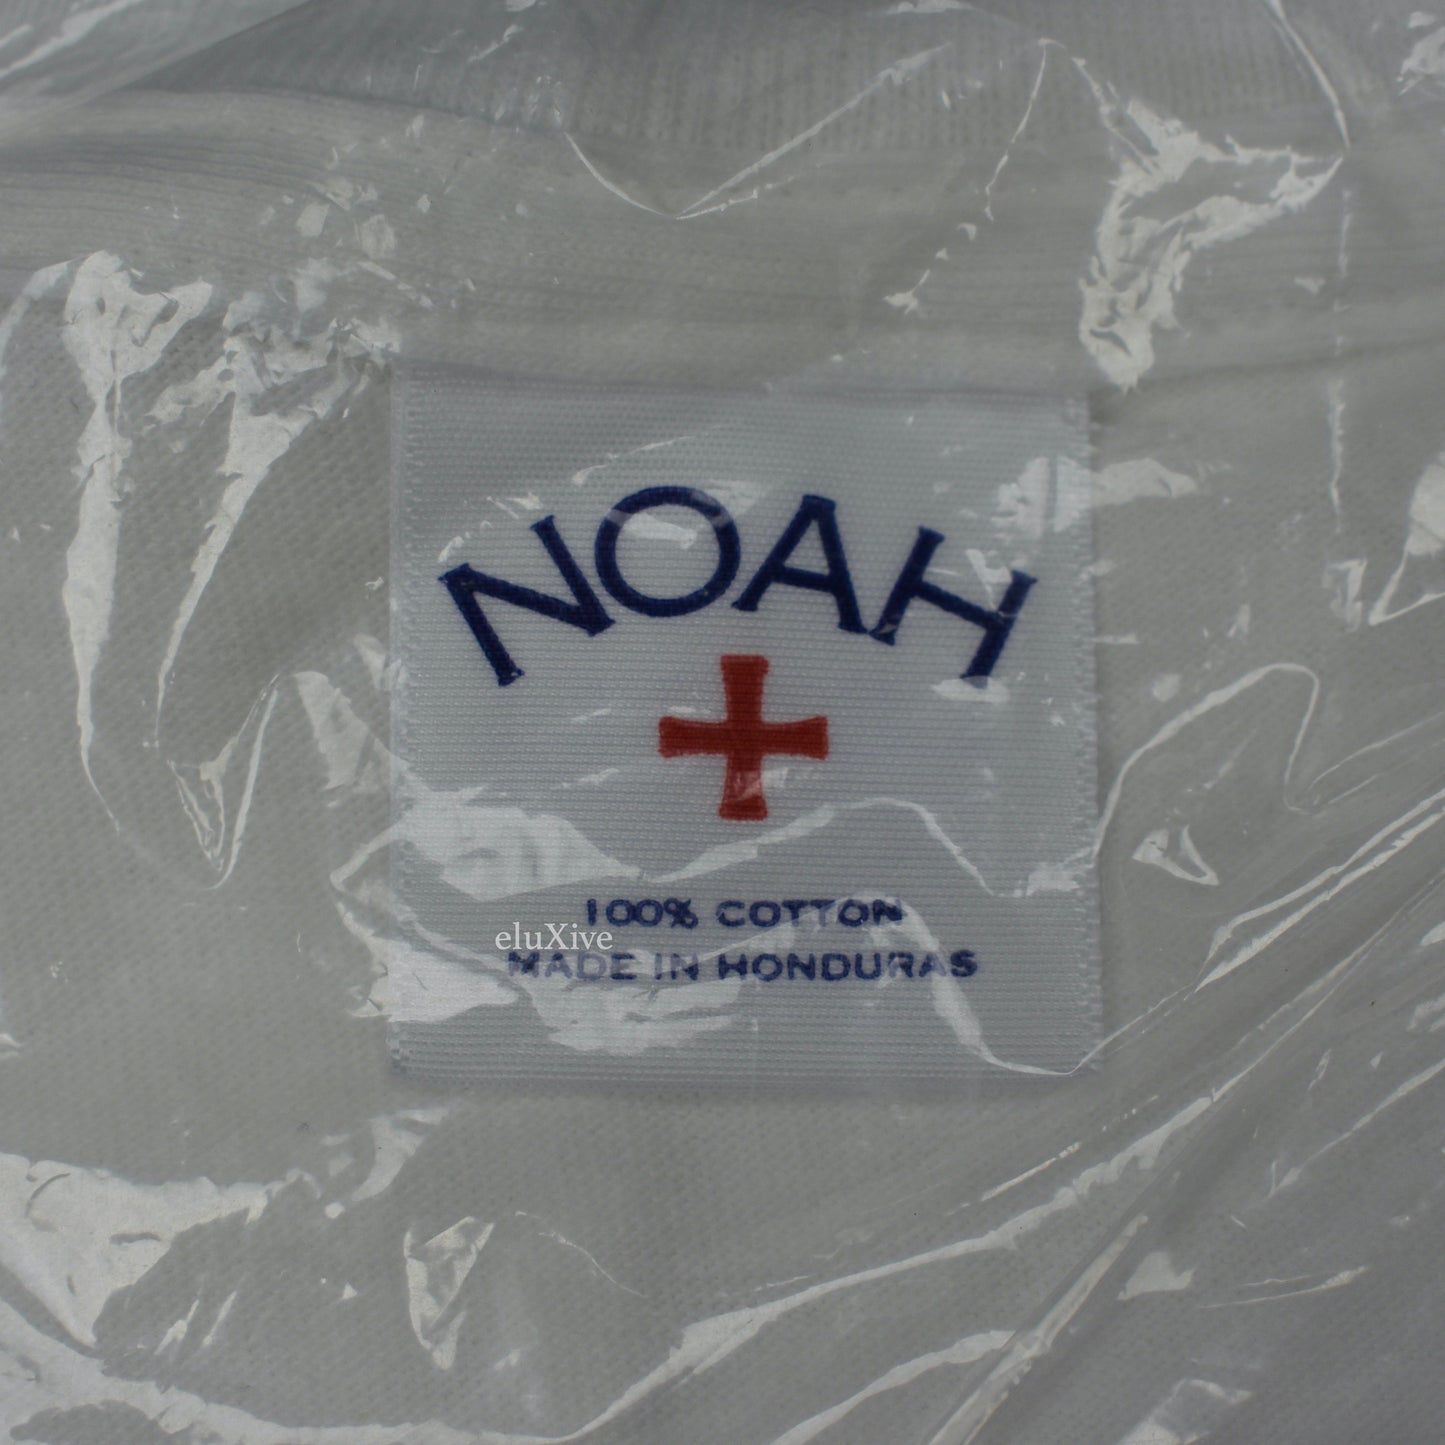 NOAH
100% COTTON
eluXive
MADE IN HONDURAS